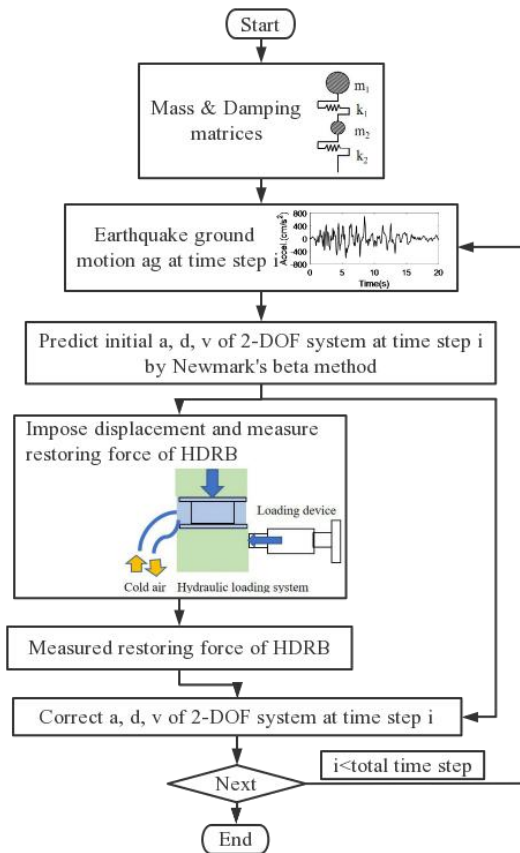 Start
Mass & Damping
matrices
m1
k1
m2
k2
Earthquake ground
motion ag at time step i
Accel.(cm/s²)
800
400
0
-400
-800
0 5 10 15 20
Time(s)
Predict initial a, d, v of 2-DOF system at time step i
by Newmark's beta method
Impose displacement and measure
restoring force of HDRB
Loading device
Cold air Hydraulic loading system
Measured restoring force of HDRB
Correct a, d, v of 2-DOF system at time step i
i<total time step
Next
End